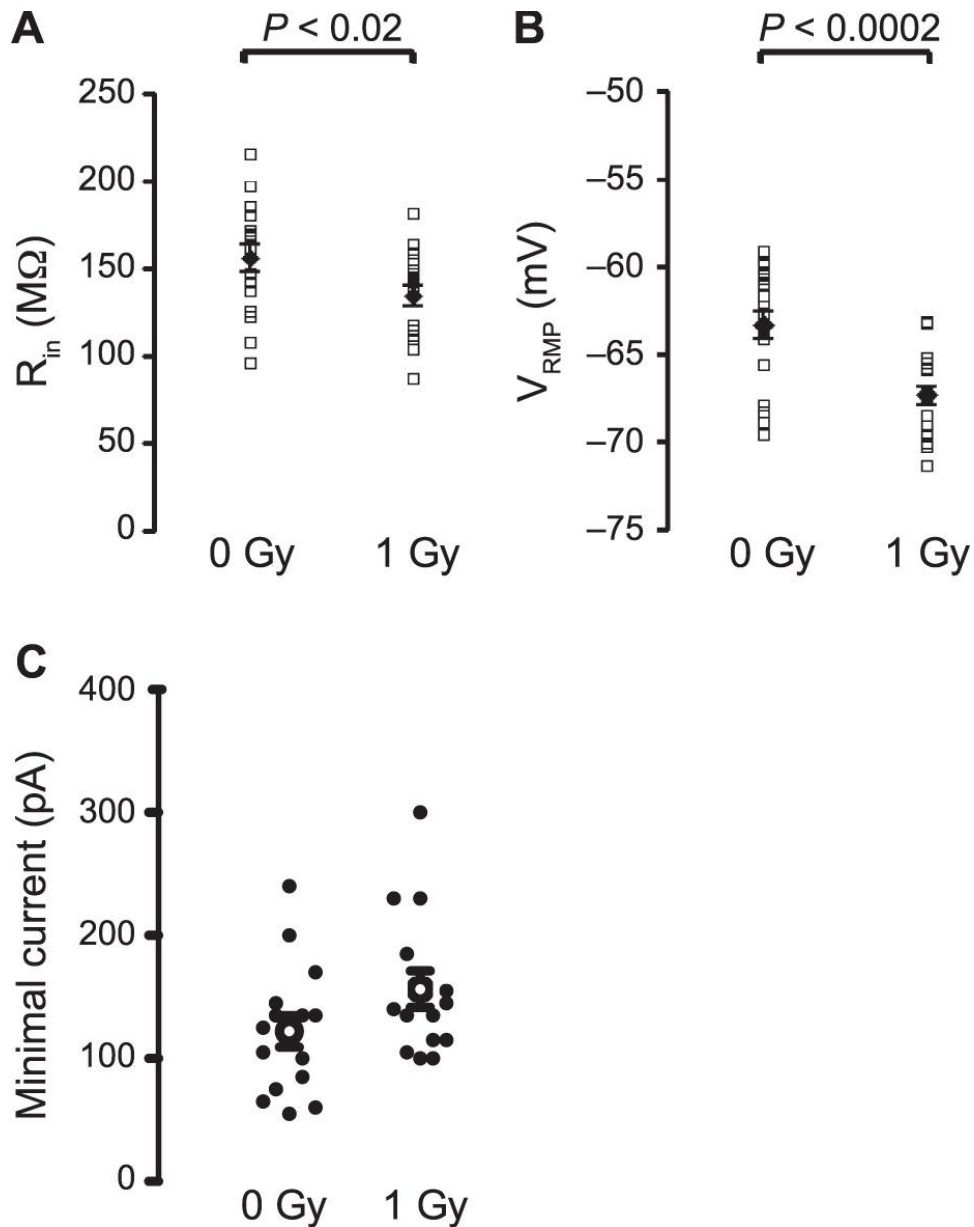 A
P < 0.02
250
200
150
100
50
0
R_in (MΩ)
0 Gy
1 Gy
B
P < 0.0002
–50
–55
–60
–65
–70
–75
V_RMP (mV)
0 Gy
1 Gy
C
400
300
200
100
0
Minimal current (pA)
0 Gy
1 Gy